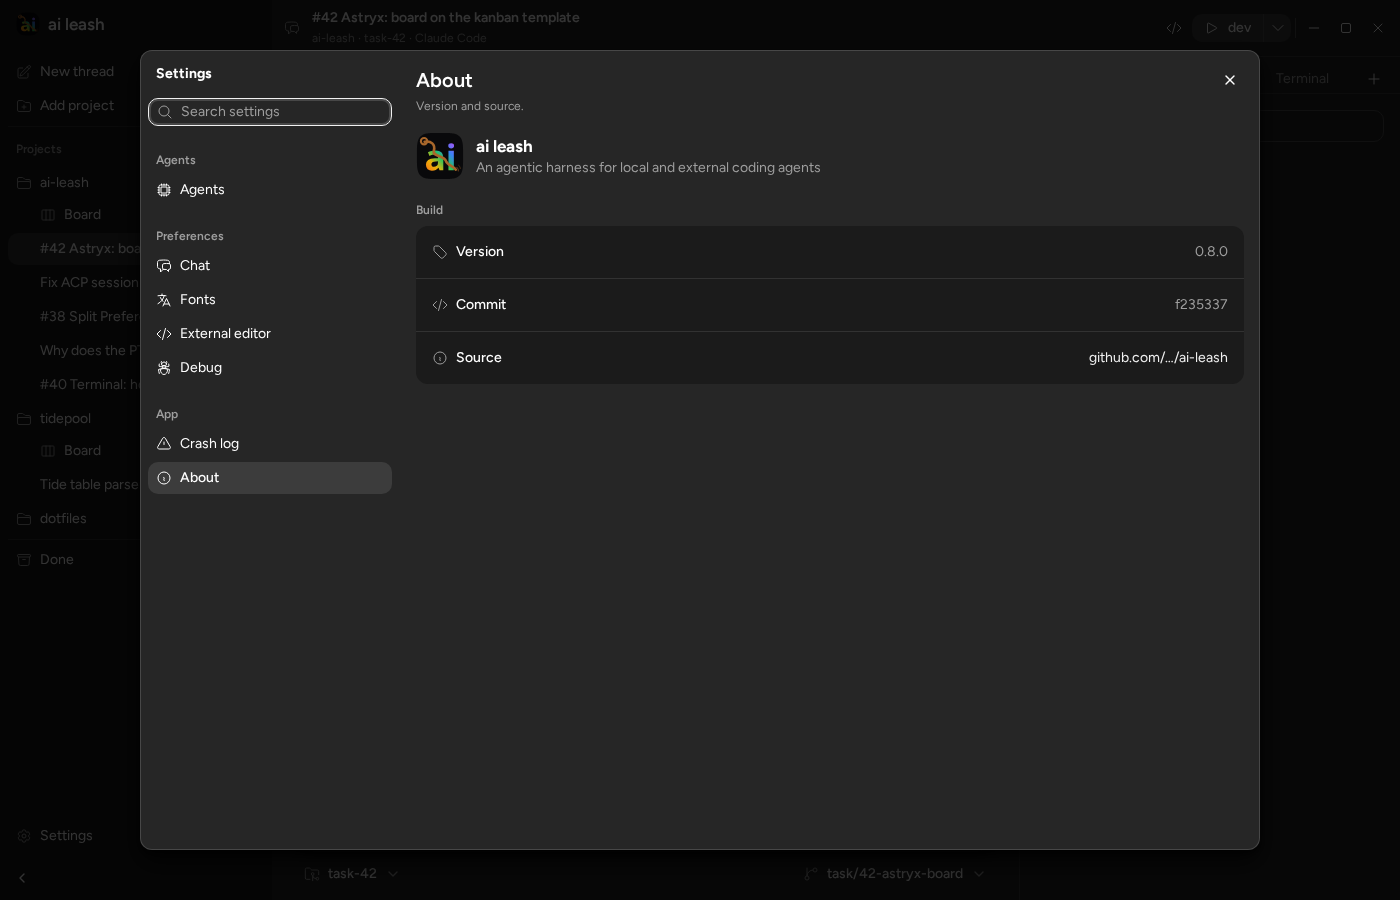 ai leash
#42 Astryx: board on the kanban template
ai-leash · task-42 · Claude Code
dev
New thread
Add project
Projects
ai-leash
Board
#42 Astryx: boa
Fix ACP session
#38 Split Prefer
Why does the P
#40 Terminal: h
tidepool
Board
Tide table parse
dotfiles
Done
Settings
Terminal
Settings
Search settings
Agents
Agents
Preferences
Chat
Fonts
External editor
Debug
App
Crash log
About
About
Version and source.
ai
ai leash
An agentic harness for local and external coding agents
Build
Version 0.8.0
Commit f235337
Source github.com/.../ai-leash
task-42
task/42-astryx-board